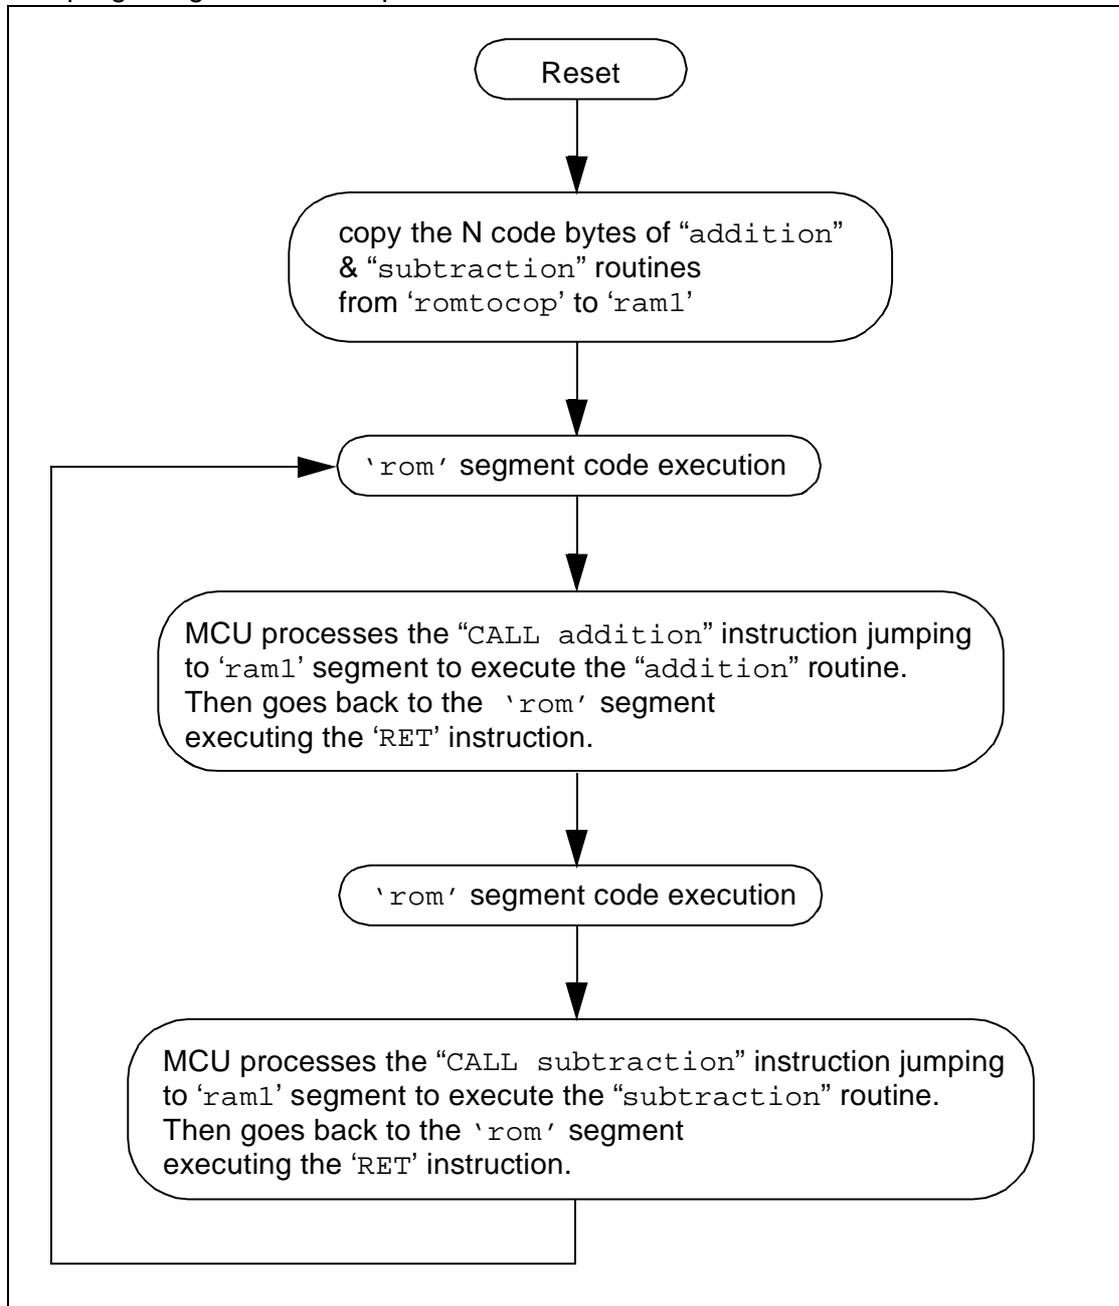 Reset
copy the N code bytes of “addition”
& “subtraction” routines
from ‘romtocop’ to ‘ram1’
‘rom’ segment code execution
MCU processes the “CALL addition” instruction jumping
to ‘ram1’ segment to execute the “addition” routine.
Then goes back to the ‘rom’ segment
executing the ‘RET’ instruction.
‘rom’ segment code execution
MCU processes the “CALL subtraction” instruction jumping
to ‘ram1’ segment to execute the “subtraction” routine.
Then goes back to the ‘rom’ segment
executing the ‘RET’ instruction.